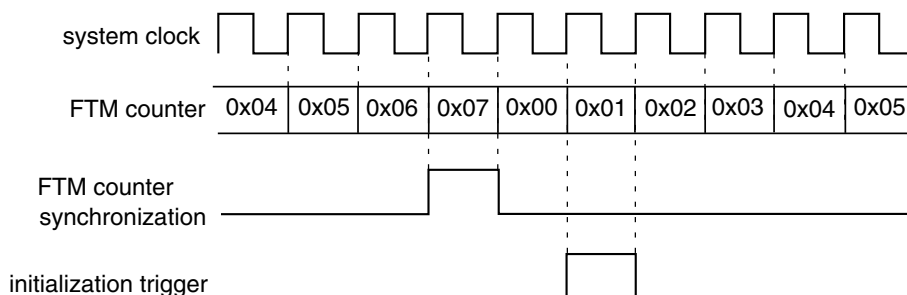 system clock
FTM counter 0x04 0x05 0x06 0x07 0x00 0x01 0x02 0x03 0x04 0x05
FTM counter
synchronization
initialization trigger